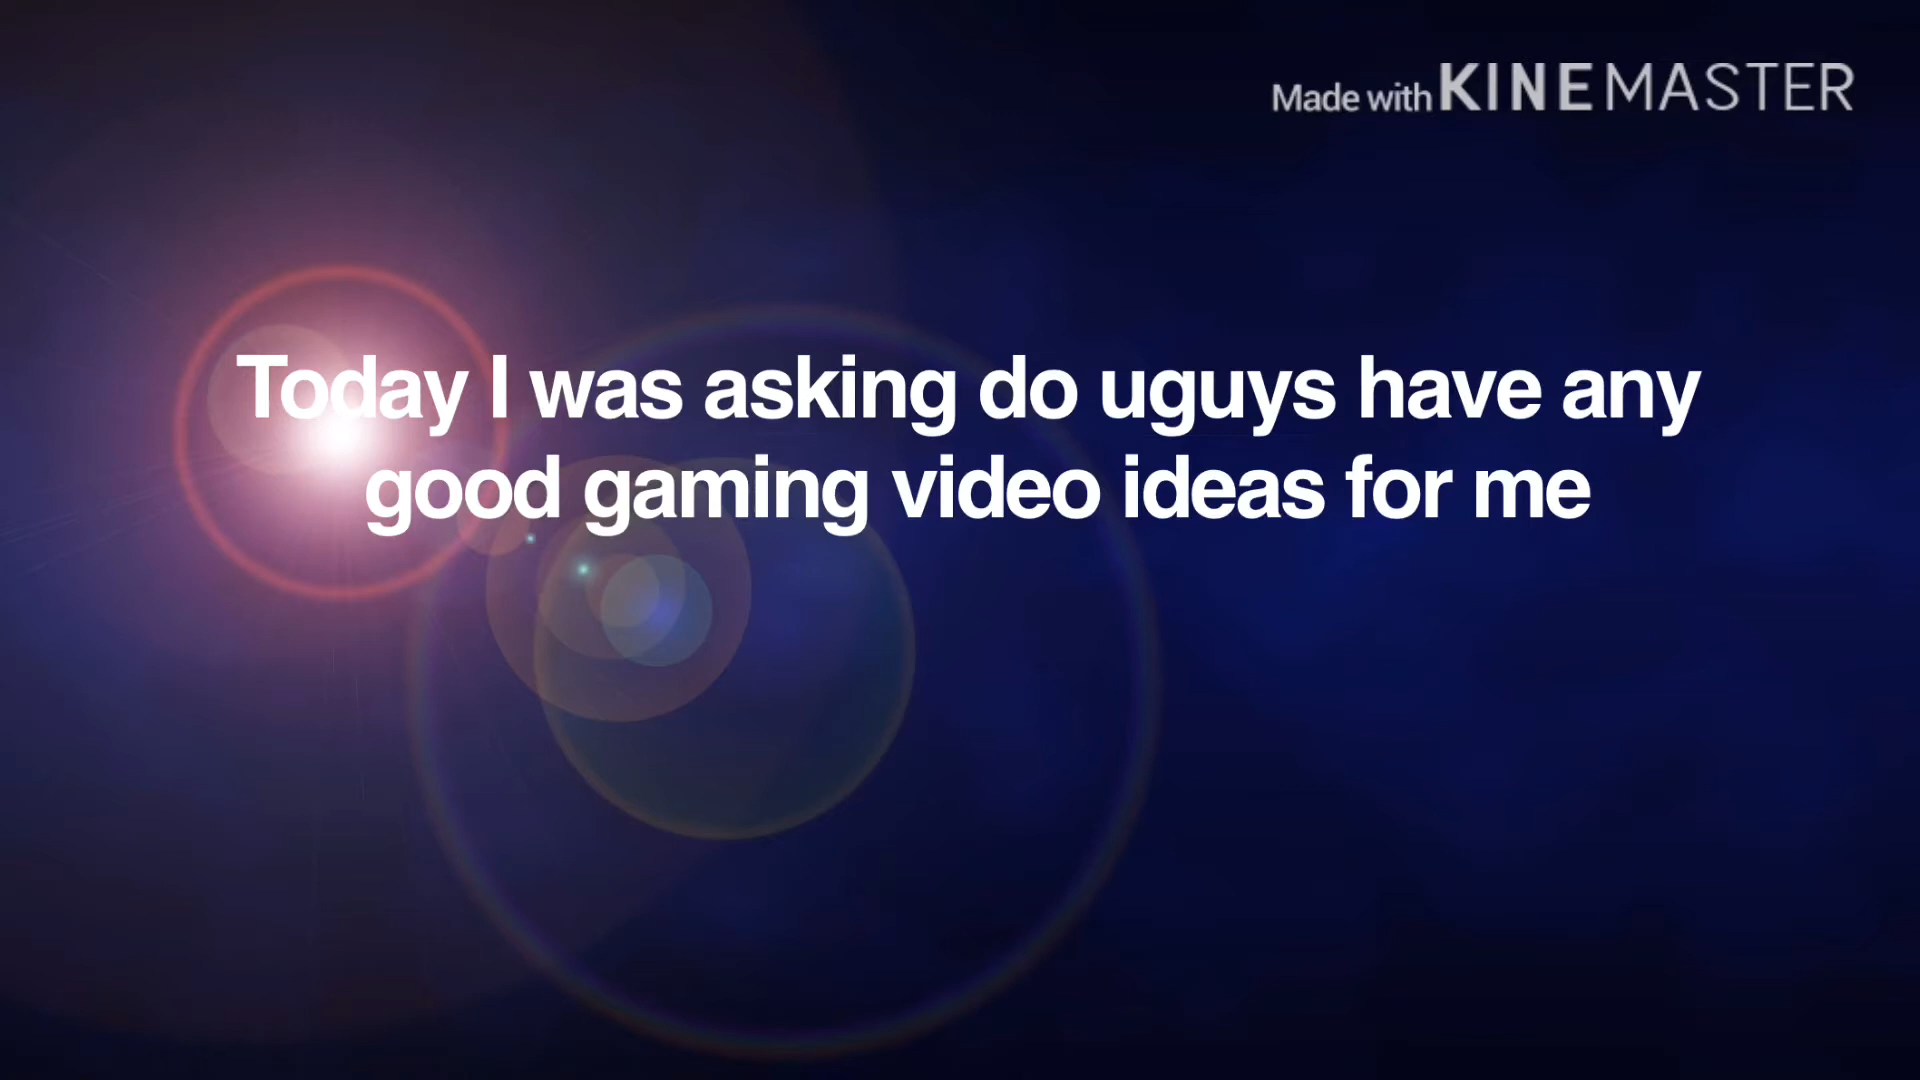 Made with KINEMASTER
Today I was asking do uguys have any
good gaming video ideas for me